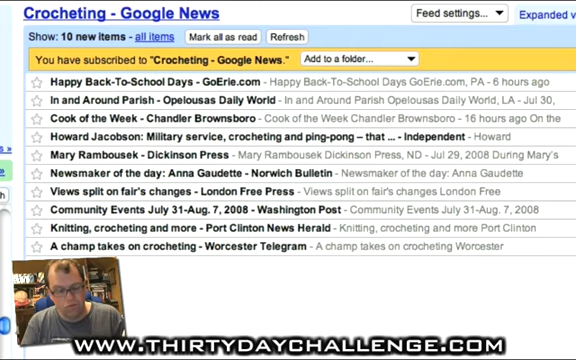 Crocheting - Google News
Feed settings...
Expanded v
Show: 10 new items - all items
Mark all as read
Refresh
You have subscribed to "Crocheting - Google News."
Add to a folder...
Happy Back-To-School Days - GoErie.com - Happy Back-To-School Days GoErie.com, PA - 6 hours ago
In and Around Parish - Opelousas Daily World - In and Around Parish Opelousas Daily World, LA - Jul 30,
Cook of the Week - Chandler Brownsboro - Cook of the Week Chandler Brownsboro - 16 hours ago On the
Howard Jacobson: Military service, crocheting and ping-pong – that ... - Independent - Howard
Mary Rambousek - Dickinson Press - Mary Rambousek Dickinson Press, ND - Jul 29, 2008 During Mary's
Newsmaker of the day: Anna Gaudette - Norwich Bulletin - Newsmaker of the day: Anna Gaudette
Views split on fair's changes - London Free Press - Views split on fair's changes London Free Press
Community Events July 31-Aug. 7, 2008 - Washington Post - Community Events July 31-Aug. 7, 2008
Knitting, crocheting and more - Port Clinton News Herald - Knitting, crocheting and more Port Clinton
A champ takes on crocheting - Worcester Telegram - A champ takes on crocheting Worcester
s »
e
h
WWW.THIRTYDAYCHALLENGE.COM